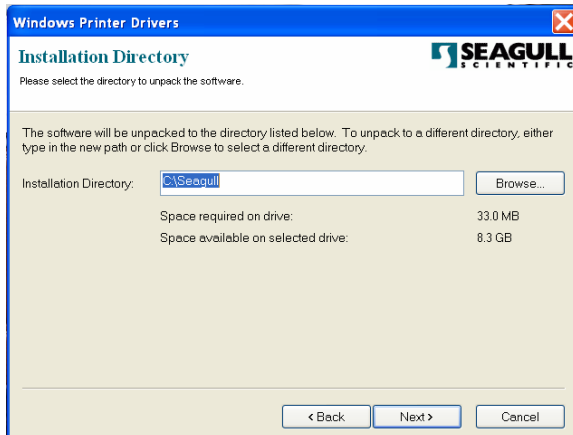 Windows Printer Drivers
Installation Directory
SEAGULL
SCIENTIFIC
Please select the directory to unpack the software.
The software will be unpacked to the directory listed below. To unpack to a different directory, either
type in the new path or click Browse to select a different directory.
Installation Directory: C:\Seagull Browse...
Space required on drive: 33.0 MB
Space available on selected drive: 8.3 GB
< Back Next > Cancel